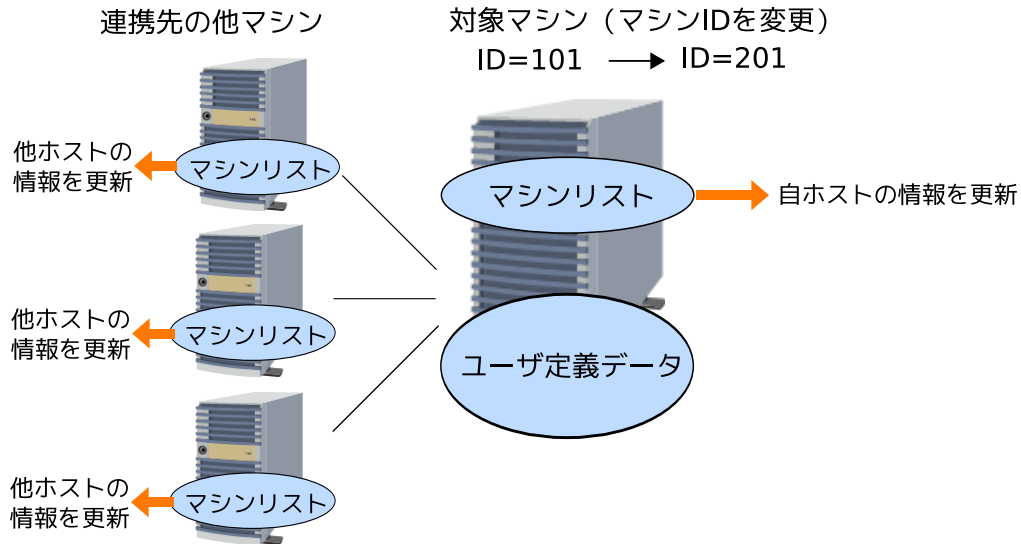 連携先の他マシン
対象マシン（マシンIDを変更）
ID=101
ID=201
他ホストの
情報を更新
マシンリスト
マシンリスト
自ホストの情報を更新
他ホストの
情報を更新
マシンリスト
ユーザ定義データ
他ホストの
情報を更新
マシンリスト